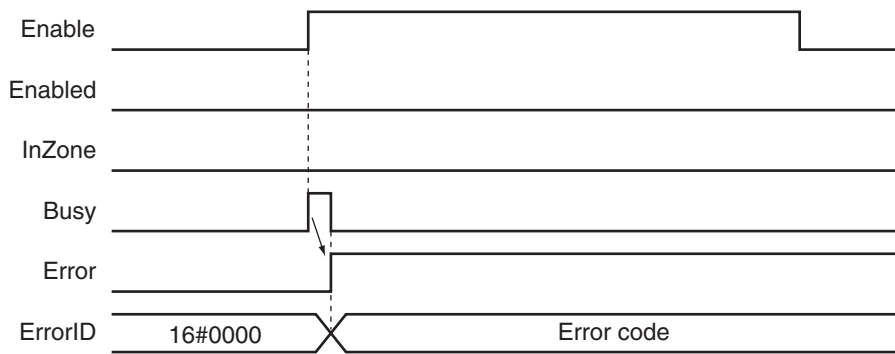 Enable
Enabled
InZone
Busy
Error
ErrorID 16#0000 Error code